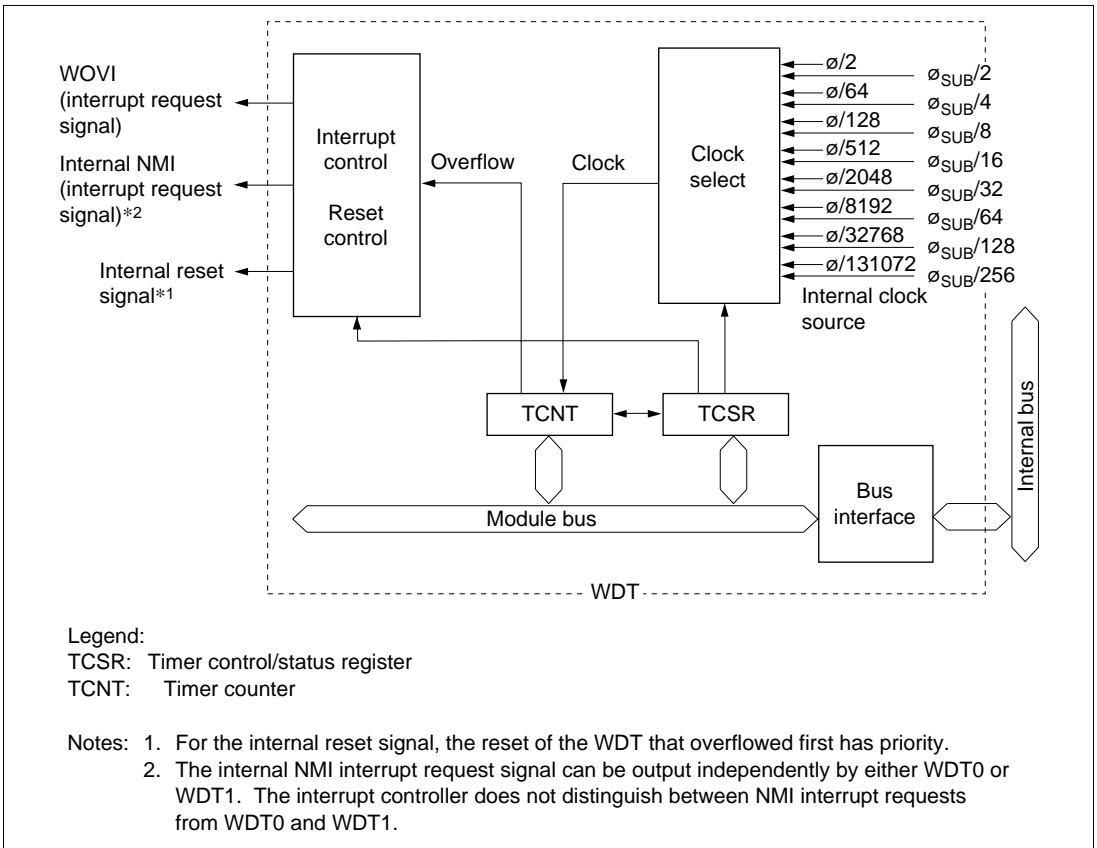 WOVI
(interrupt request
signal)
Internal NMI
(interrupt request
signal)*2
Internal reset
signal*1
Interrupt
control
Reset
control
Overflow
Clock
Clock
select
ø/2
øSUB/2
ø/64
øSUB/4
ø/128
øSUB/8
ø/512
øSUB/16
ø/2048
øSUB/32
ø/8192
øSUB/64
ø/32768
øSUB/128
ø/131072
øSUB/256
Internal clock
source
TCNT
TCSR
Module bus
Bus
interface
Internal bus
WDT
Legend:
TCSR: Timer control/status register
TCNT: Timer counter
Notes: 1. For the internal reset signal, the reset of the WDT that overflowed first has priority.
2. The internal NMI interrupt request signal can be output independently by either WDT0 or
WDT1. The interrupt controller does not distinguish between NMI interrupt requests
from WDT0 and WDT1.